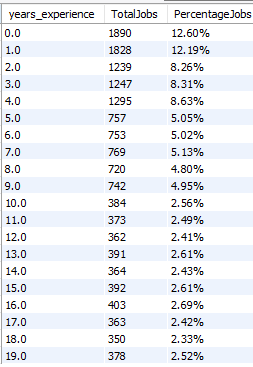 years_experience TotalJobs PercentageJobs
0.0 1890 12.60%
1.0 1828 12.19%
2.0 1239 8.26%
3.0 1247 8.31%
4.0 1295 8.63%
5.0 757 5.05%
6.0 753 5.02%
7.0 769 5.13%
8.0 720 4.80%
9.0 742 4.95%
10.0 384 2.56%
11.0 373 2.49%
12.0 362 2.41%
13.0 391 2.61%
14.0 364 2.43%
15.0 392 2.61%
16.0 403 2.69%
17.0 363 2.42%
18.0 350 2.33%
19.0 378 2.52%